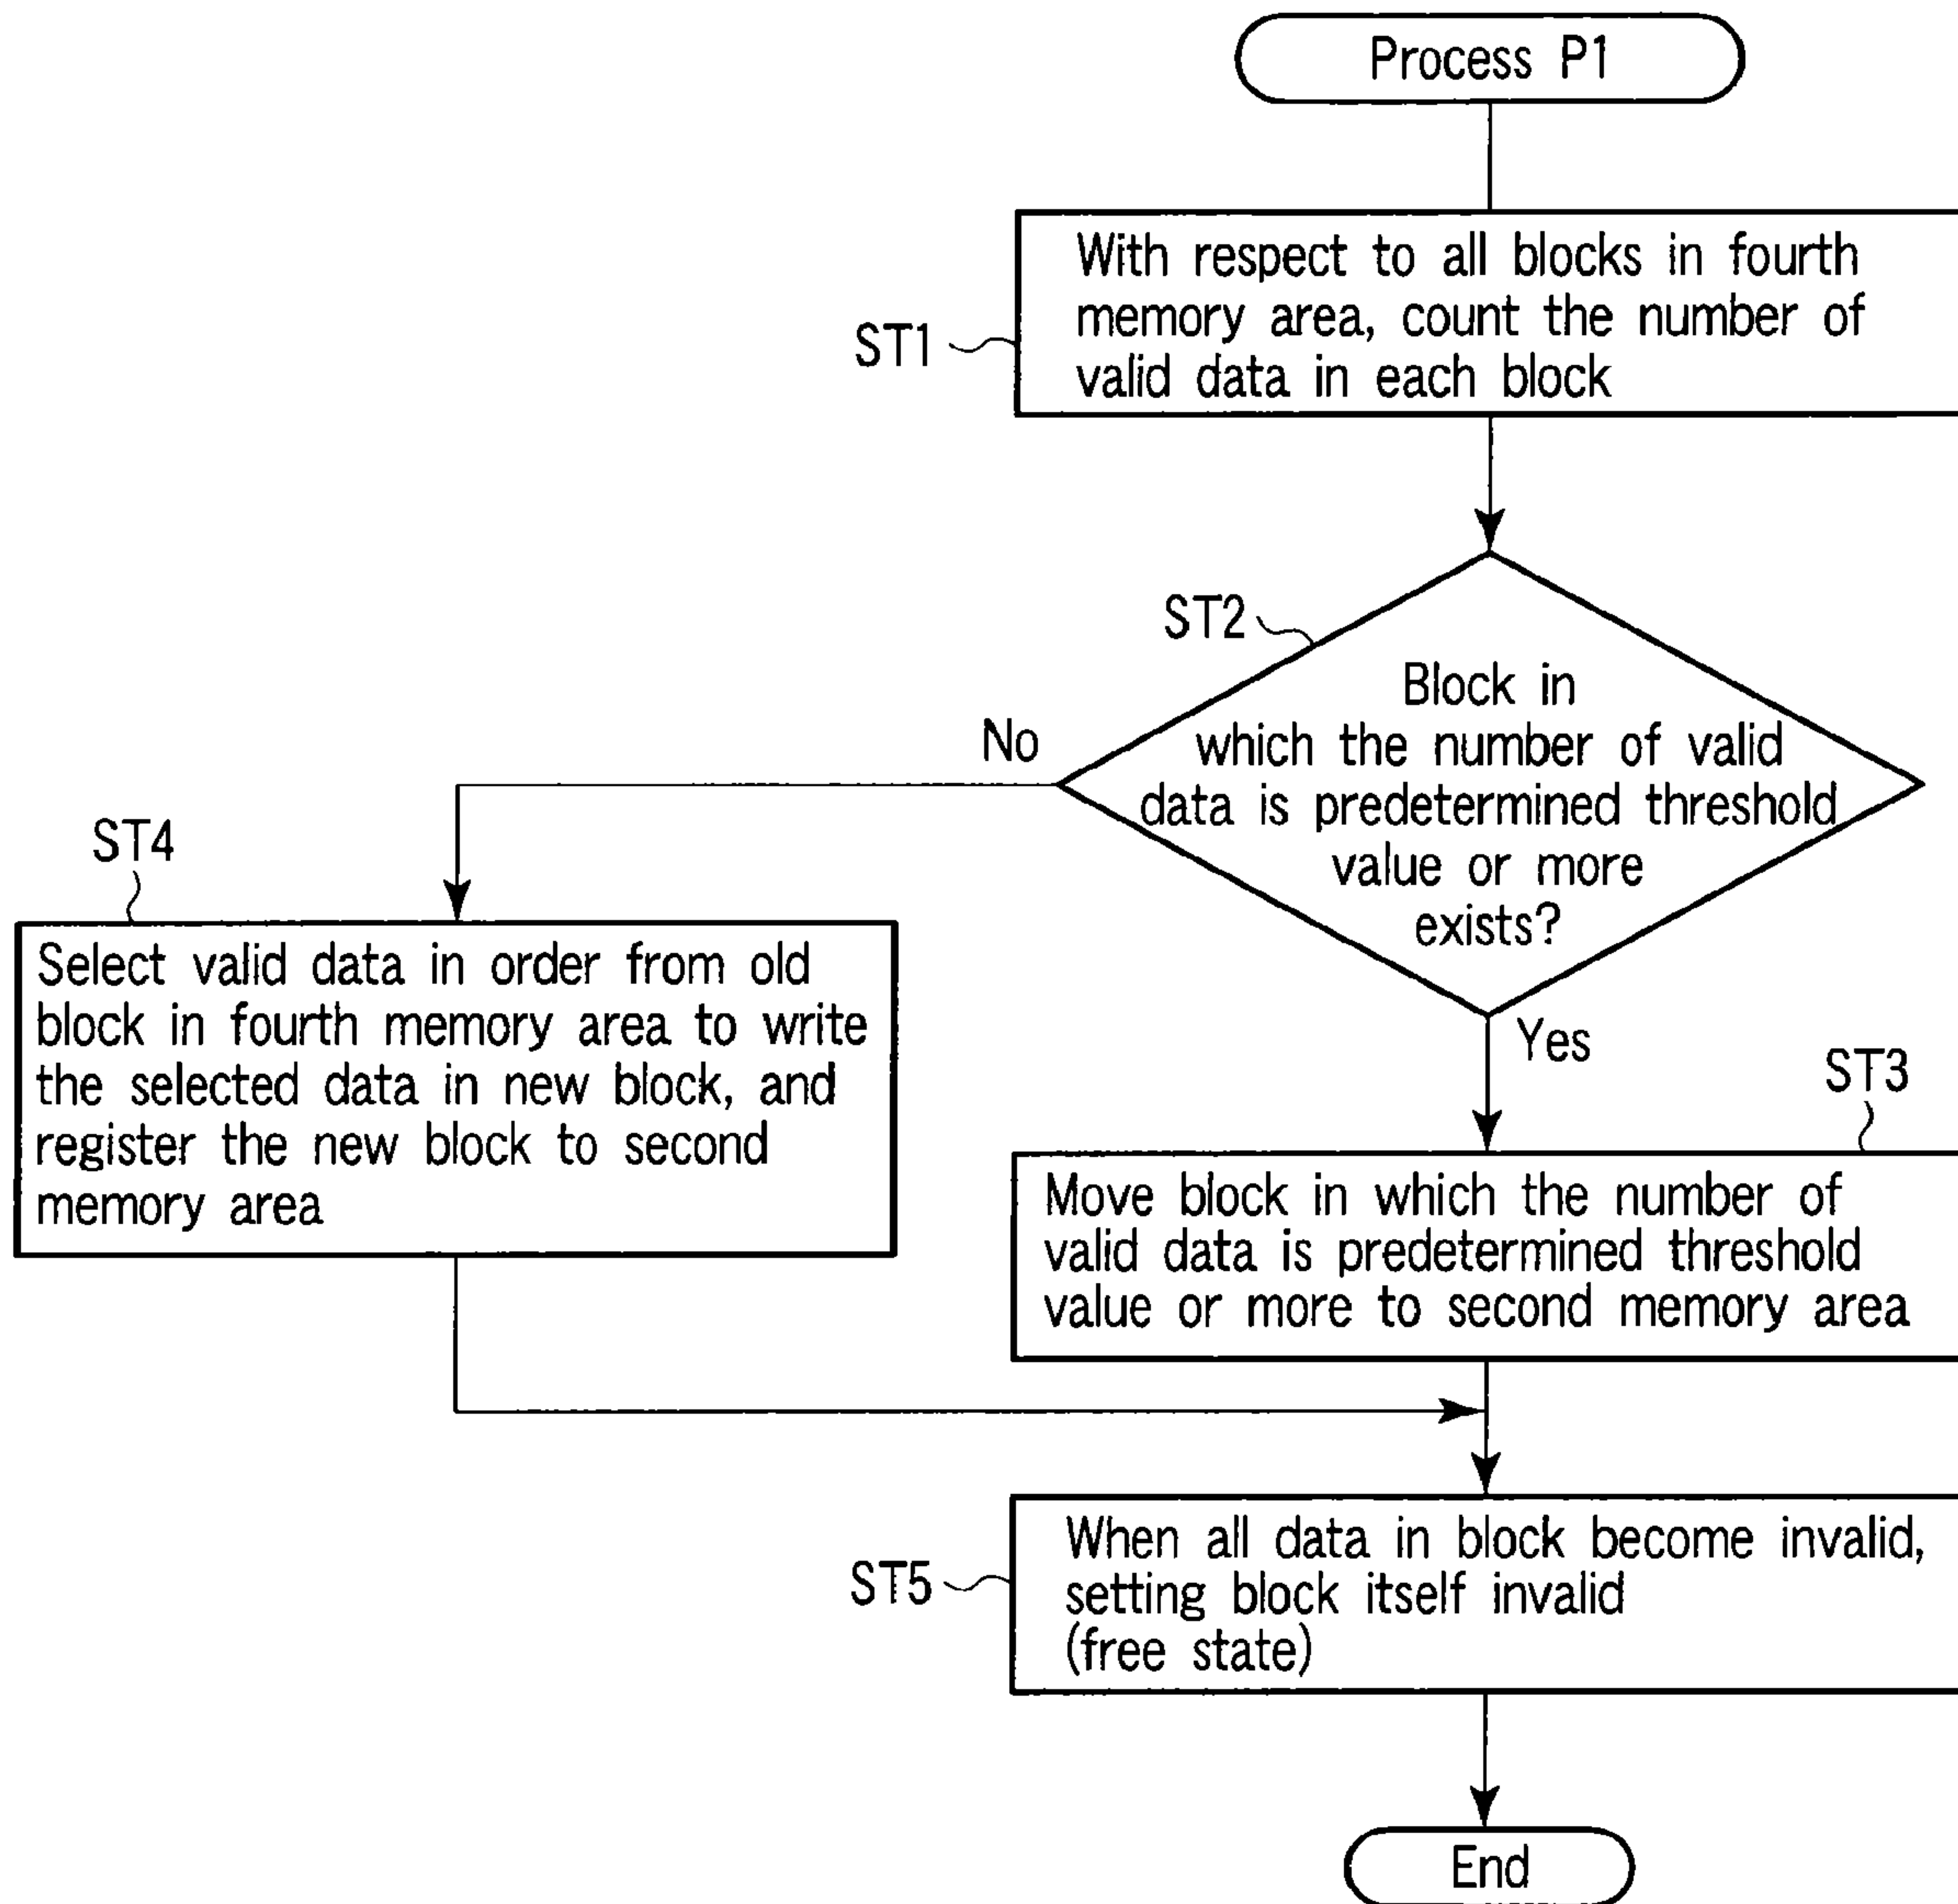 Process P1
With respect to all blocks in fourth
memory area, count the number of
valid data in each block
ST1
ST2
Block in
which the number of valid
data is predetermined threshold
value or more
exists?
No
Yes
ST4
Select valid data in order from old
block in fourth memory area to write
the selected data in new block, and
register the new block to second
memory area
ST3
Move block in which the number of
valid data is predetermined threshold
value or more to second memory area
ST5
When all data in block become invalid,
setting block itself invalid
(free state)
End